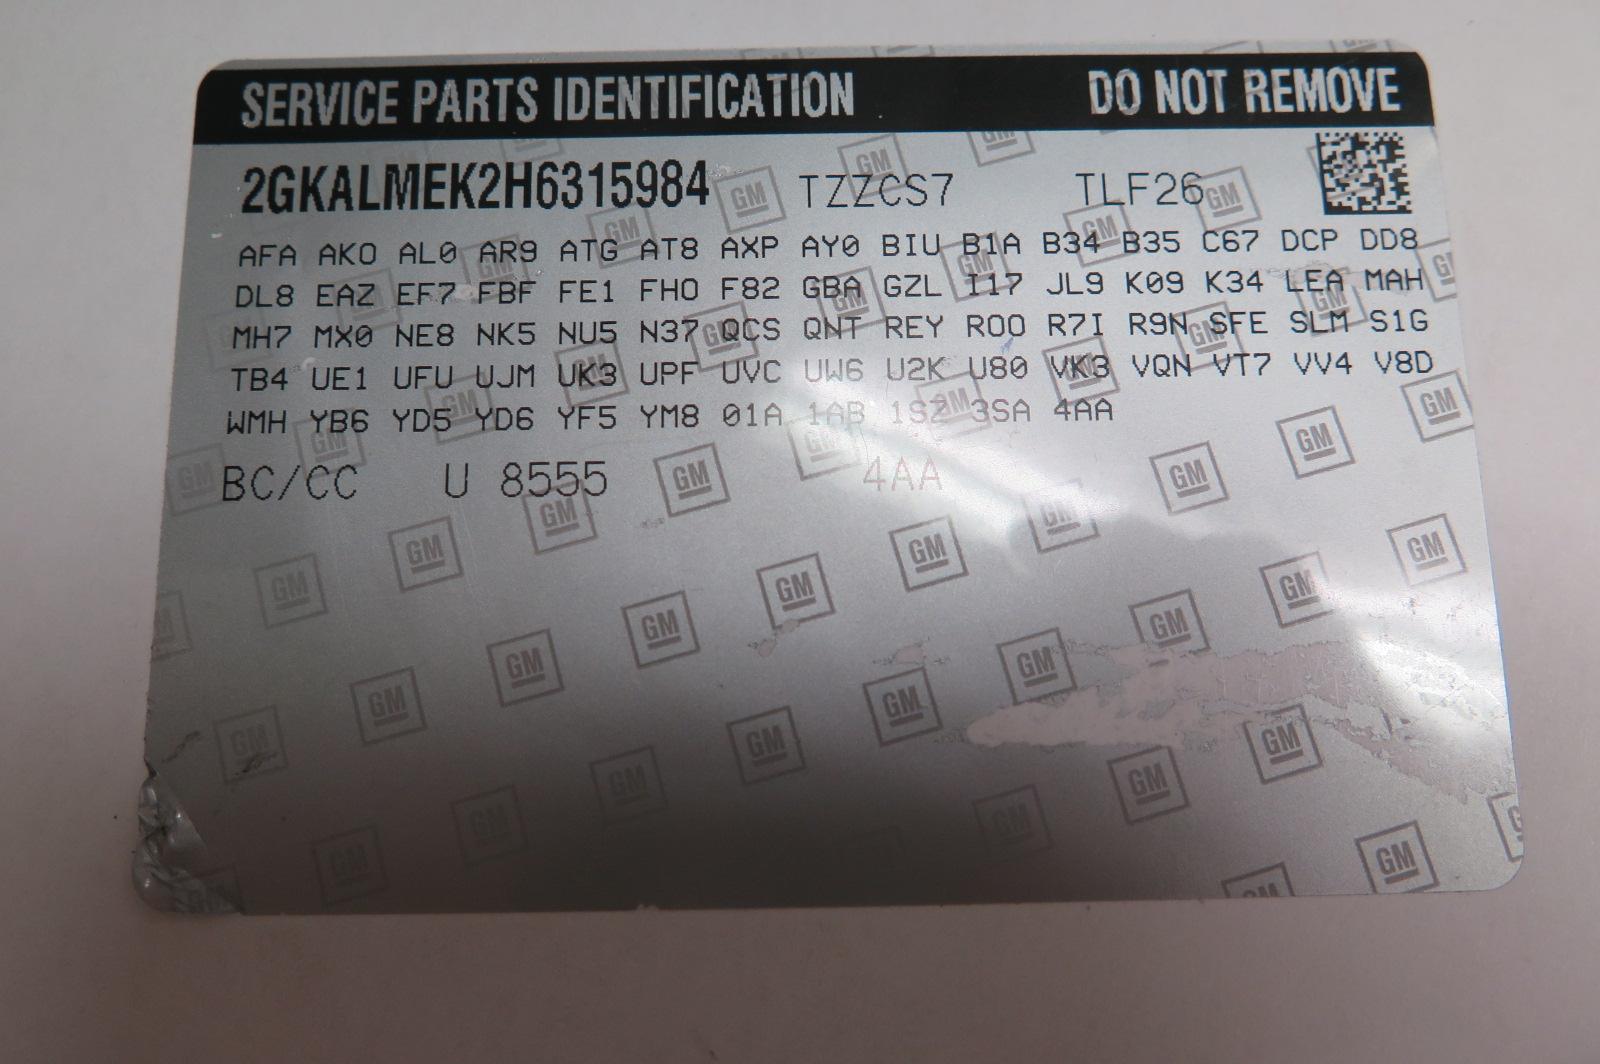 SERVICE PARTS IDENTIFICATION DO NOT REMOVE
2GKALMEK2H6315984 TZZCS7 TLF26
AFA AKO AL0 AR9 ATG AT8 AXP AY0 BIU B1A B34 B35 C67 DCP DD8
DL8 EAZ EF7 FBF FE1 FHO F82 GBA GZL I17 JL9 K09 K34 LEA MAH
MH7 MX0 NE8 NK5 NU5 N37 QCS QNT REY ROO R7I R9N SFE SLM S1G
TB4 UE1 UFU UJM UK3 UPF UVC UW6 U2K U80 VK3 VQN VT7 VV4 V8D
WMH YB6 YD5 YD6 YF5 YM8 01A 1AB 1SZ 3SA 4AA
BC/CC U 8555 4AA